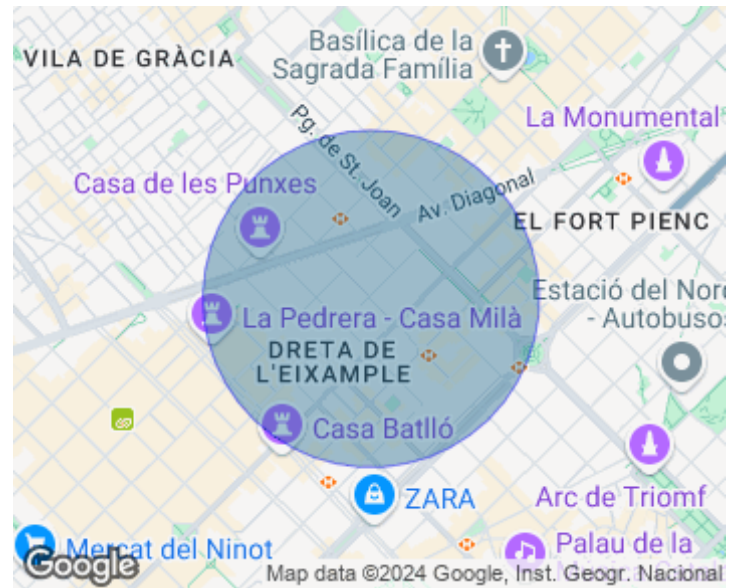 VILA DE GRÀCIA
Basílica de la
Sagrada Família
La Monumental
Pg. de St. Joan
Casa de les Punxes
Av. Diagonal
EL FORT PIENC
Estació del Nord
- Autobuso
La Pedrera - Casa Milà
DRETA DE
L'EIXAMPLE
Casa Batlló
ZARA
Arc de Triomf
Mercat del Ninot
Palau de la
Google
Map data ©2024 Google, Inst. Geogr. Nacional